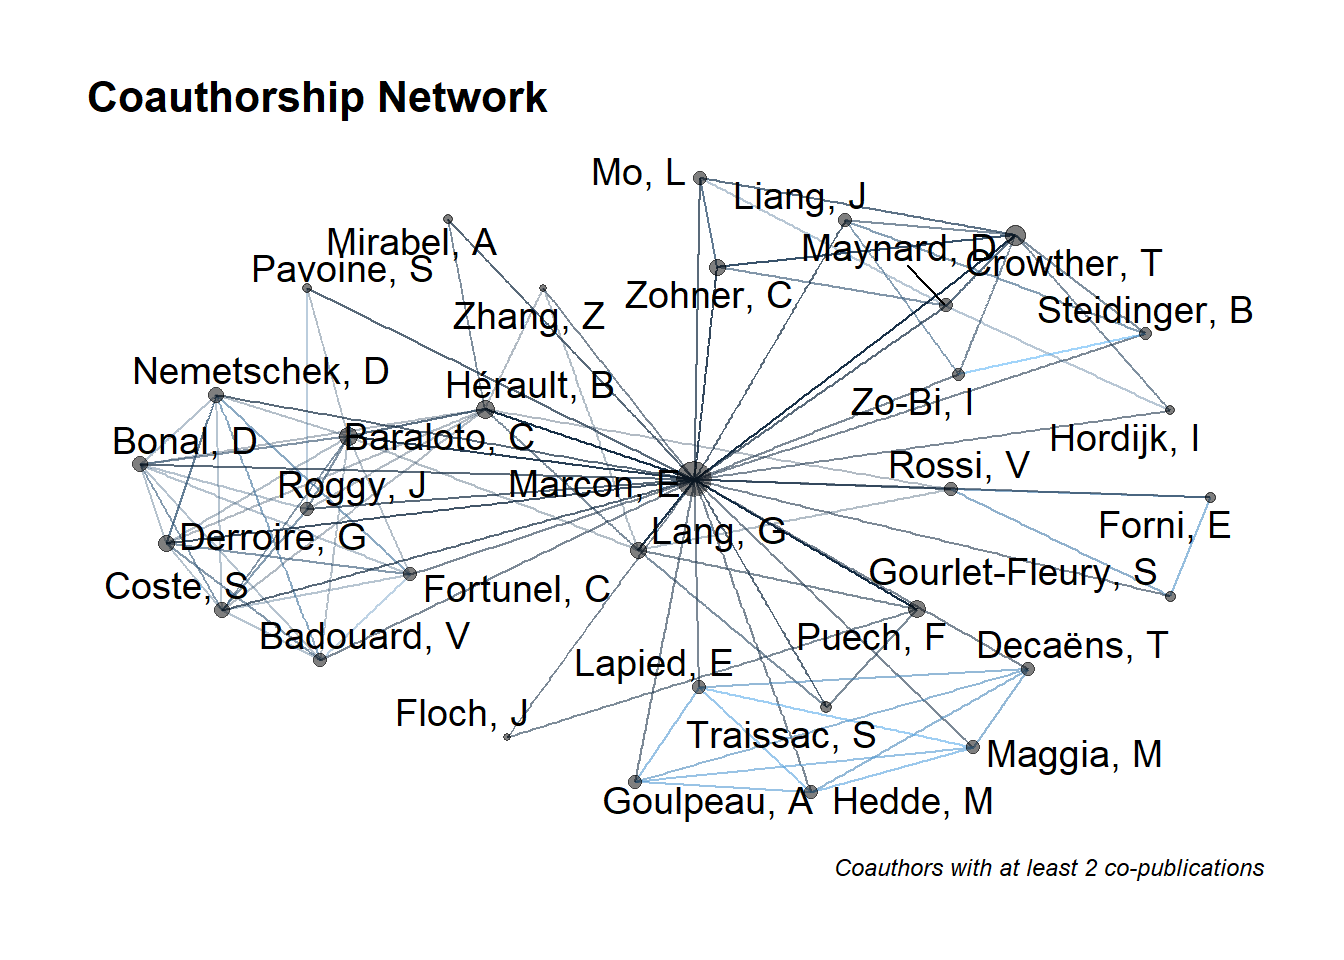 Coauthorship Network
Mo, L
Liang, J
Mirabel, A
Maynard, D
Pavoine, S
Crowther, T
Zohner, C
Zhang, Z
Steidinger, B
Nemetschek, D
Hérault, B
Zo-Bi, I
Bonal, D
Baraloto, C
Hordijk, I
Rossi, V
Roggy, J
Marcon, E
Forni, E
Derroire, G
Lang, G
Coste, S
Fortunel, C
Gourlet-Fleury, S
Badouard, V
Puech, F
Decaëns, T
Lapied, E
Floch, J
Traissac, S
Maggia, M
Goulpeau, A
Hedde, M
Coauthors with at least 2 co-publications